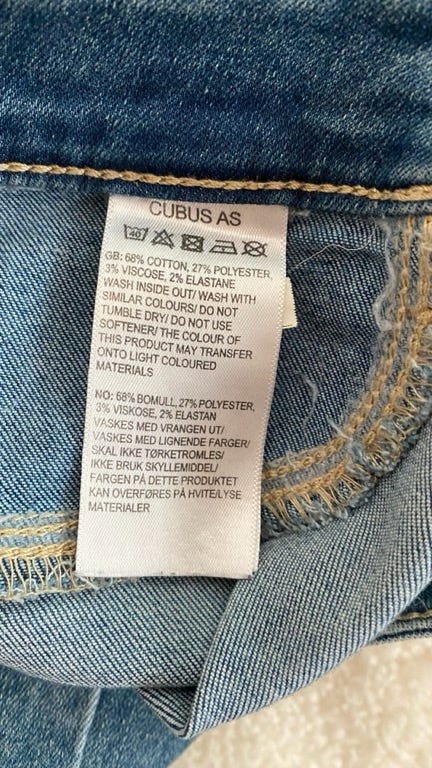 CUBUS AS
40
GB: 68% COTTON, 27% POLYESTER,
3% VISCOSE, 2% ELASTANE
WASH INSIDE OUT/ WASH WITH
SIMILAR COLOURS/ DO NOT
TUMBLE DRY/ DO NOT USE
SOFTENER/ THE COLOUR OF
THIS PRODUCT MAY TRANSFER
ONTO LIGHT COLOURED
MATERIALS
NO: 68% BOMULL, 27% POLYESTER,
3% VISKOSE, 2% ELASTAN
VASKES MED VRANGEN UT/
VASKES MED LIGNENDE FARGER/
SKAL IKKE TØRKETROMLES/
IKKE BRUK SKYLLEMIDDEL/
FARGEN PÅ DETTE PRODUKTET
KAN OVERFØRES PÅ HVITE/LYSE
MATERIALER